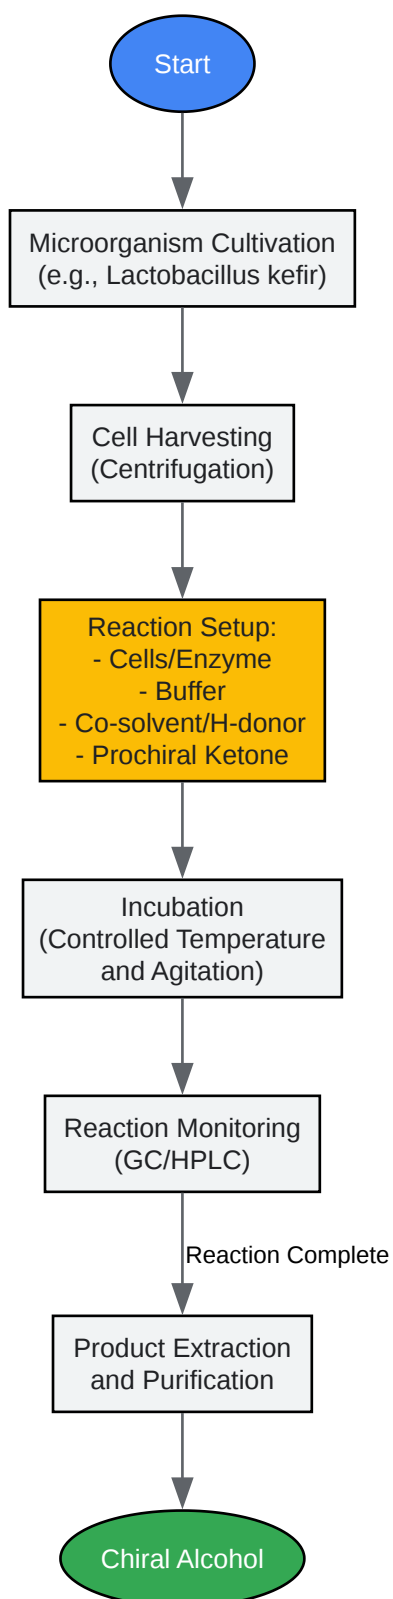 Start
Microorganism Cultivation
(e.g., Lactobacillus kefir)
Cell Harvesting
(Centrifugation)
Reaction Setup:
- Cells/Enzyme
- Buffer
- Co-solvent/H-donor
- Prochiral Ketone
Incubation
(Controlled Temperature
and Agitation)
Reaction Monitoring
(GC/HPLC)
Reaction Complete
Product Extraction
and Purification
Chiral Alcohol